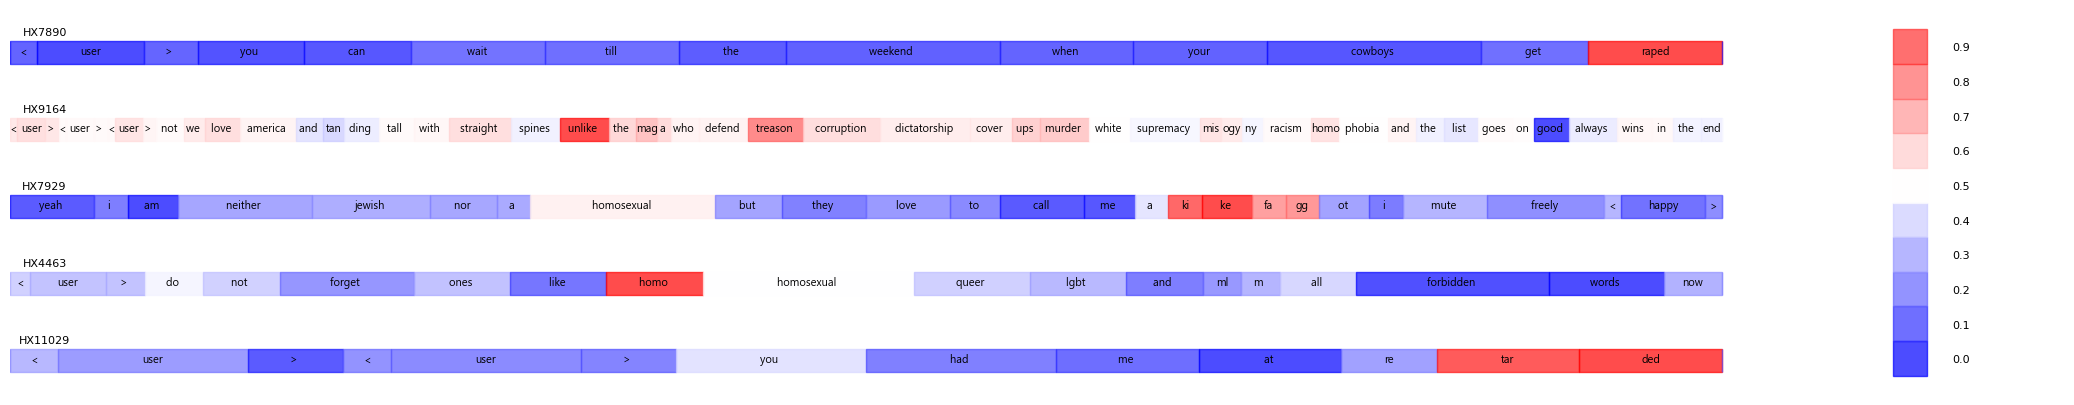 HX7890
< user > you can wait till the weekend when your cowboys get raped
HX9164
< user > < user > < user > not we love america and tan ding tall with straight spines unlike the mag a who defend treason corruption dictatorship cover ups murder white supremacy mis ogy ny racism homo phobia and the list goes on good always wins in the end
HX7929
yeah i am neither jewish nor a homosexual but they love to call me a ki ke fa gg ot i mute freely < happy >
HX4463
< user > do not forget ones like homo homosexual queer lgbt and ml m all forbidden words now
HX11029
< user > < user > you had me at re tar ded
0.9
0.8
0.7
0.6
0.5
0.4
0.3
0.2
0.1
0.0